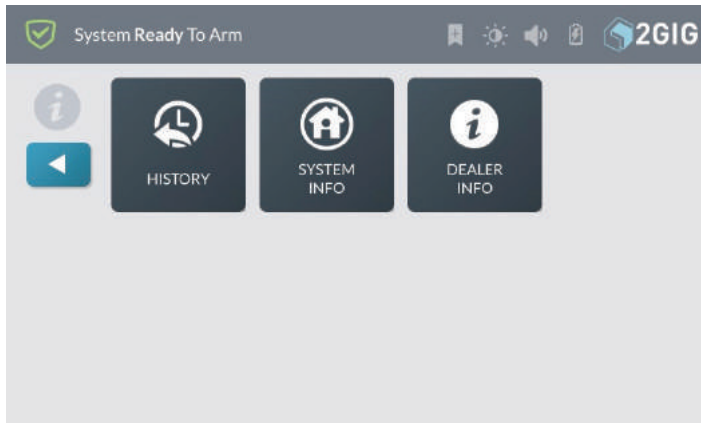 System Ready To Arm
2GIG
HISTORY
SYSTEM
INFO
DEALER
INFO